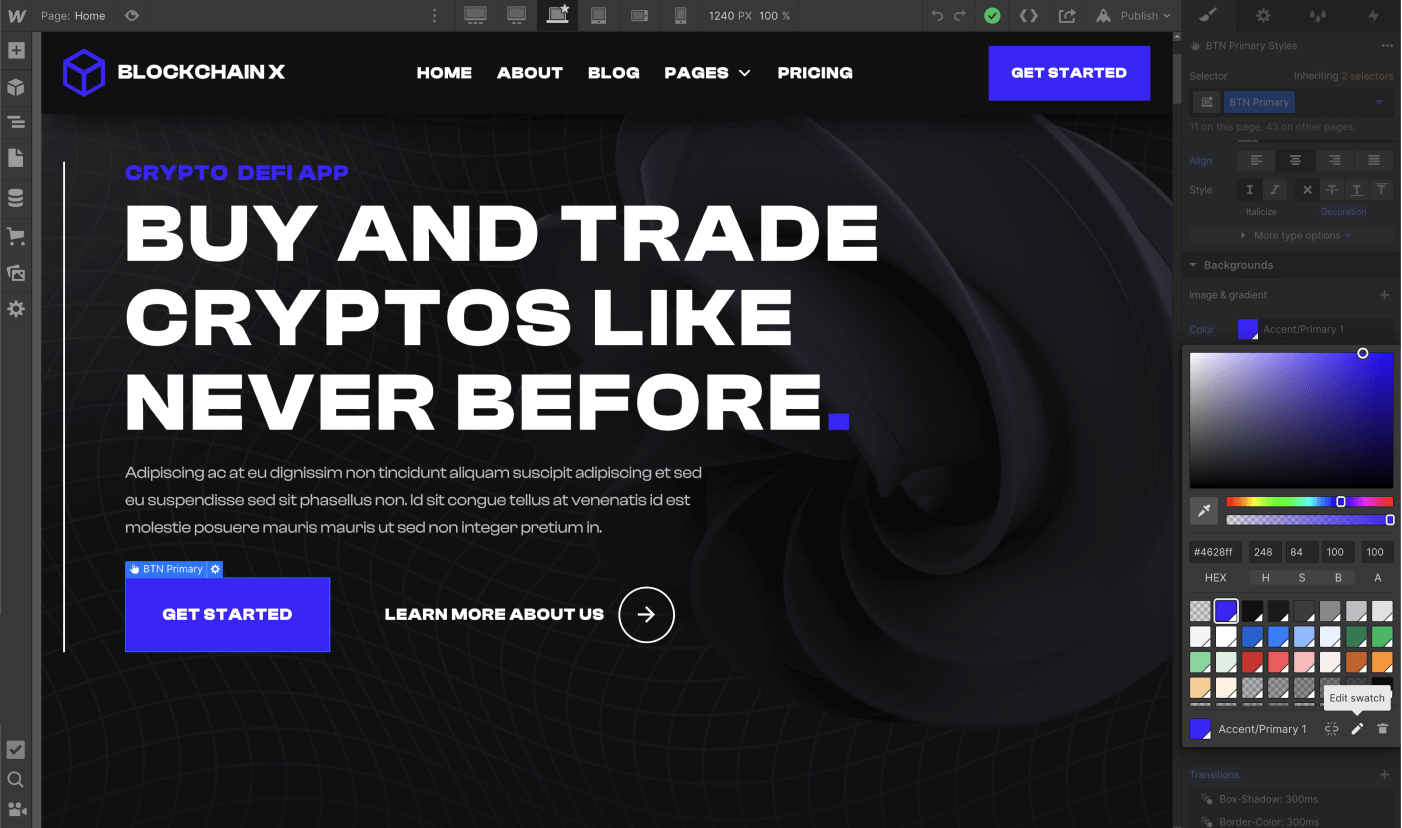 Page: Home
1240 PX 100 %
Publish
BLOCKCHAIN X
HOME ABOUT BLOG PAGES PRICING
GET STARTED
CRYPTO DEFI APP
BUY AND TRADE
CRYPTOS LIKE
NEVER BEFORE.
Adipiscing ac at eu dignissim non tincidunt aliquam suscipit adipiscing et sed
eu suspendisse sed sit phasellus non. Id sit congue tellus at venenatis id est
molestie posuere mauris mauris ut sed non integer pretium in.
BTN Primary
GET STARTED
LEARN MORE ABOUT US
BTN Primary Styles
Selector Inheriting 2 selectors
BTN Primary
11 on this page, 43 on other pages.
Align
Style
Italicize Decoration
More type options
Backgrounds
Image & gradient
Color Accent/Primary 1
#4628ff 248 84 100 100
HEX H S B A
Edit swatch
Accent/Primary 1
Transitions
Box-Shadow: 300ms
Border-Color: 300ms